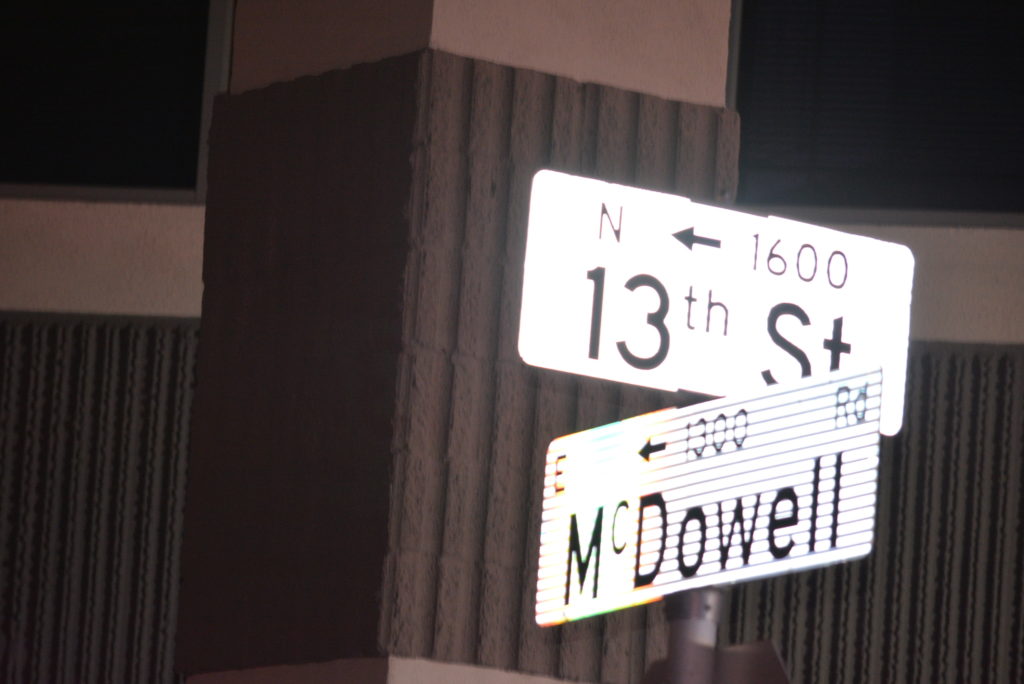 N ← 1600
13th St
E ← 1300 Rd
McDowell